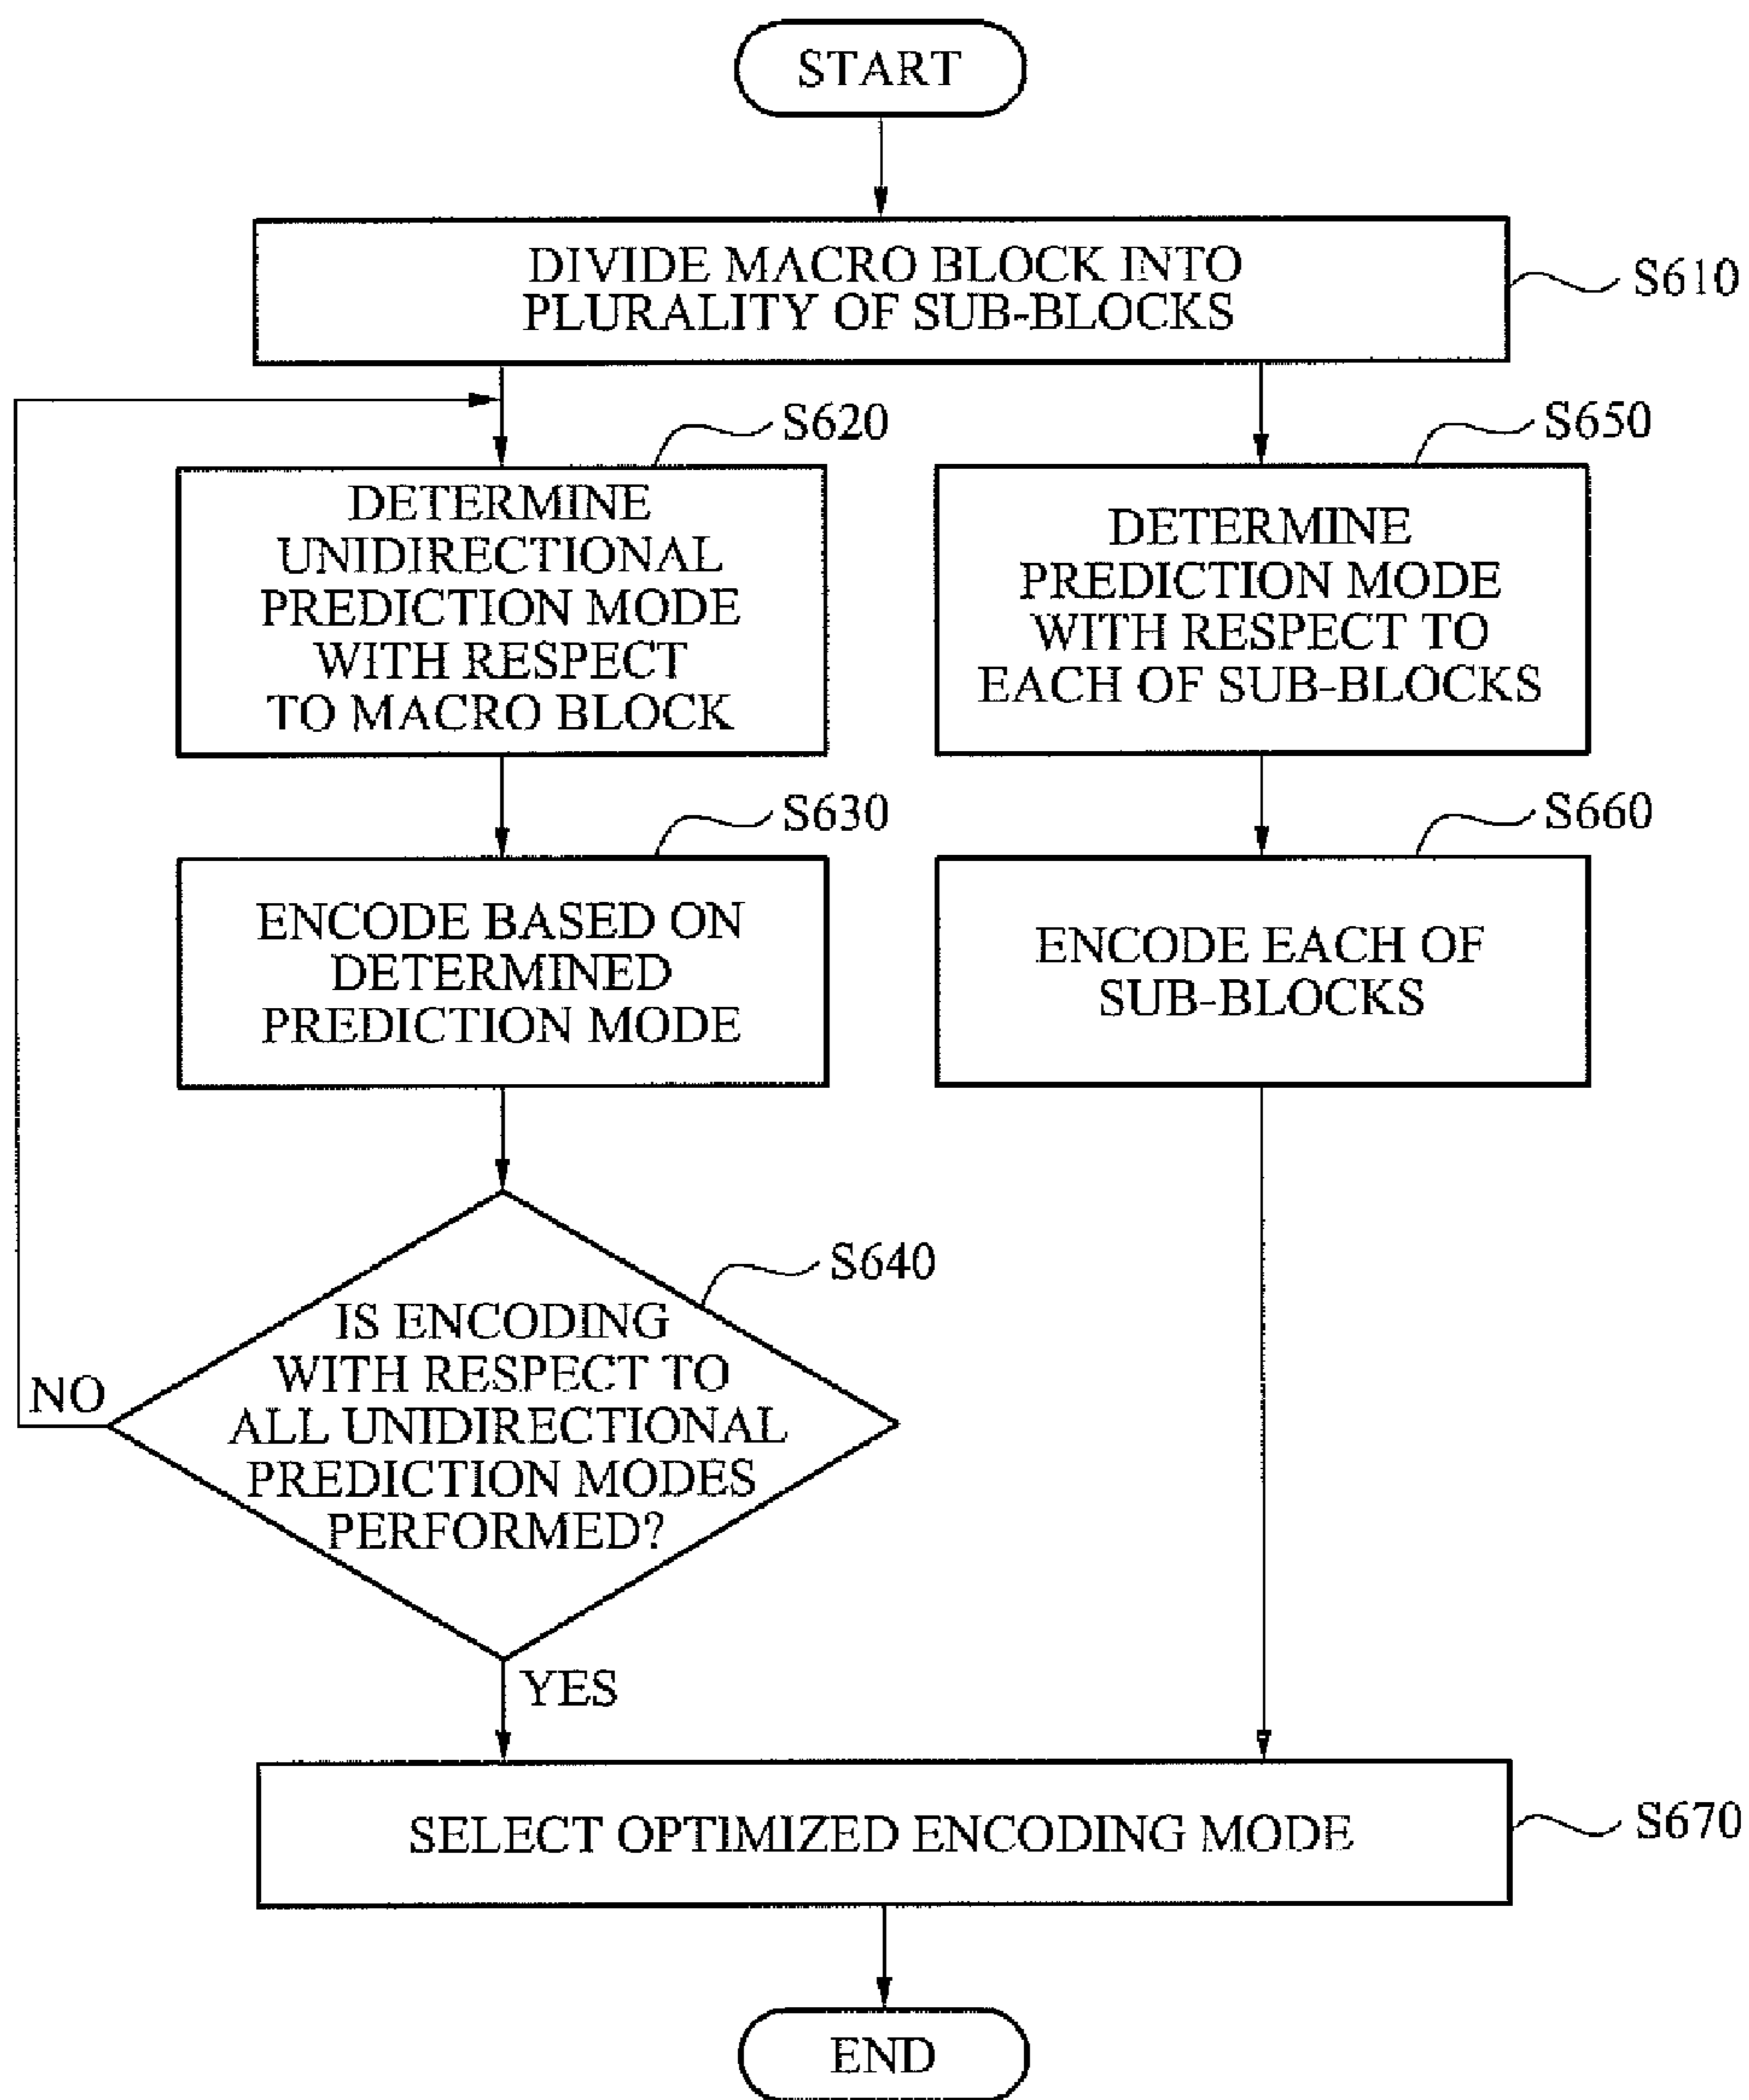 START
DIVIDE MACRO BLOCK INTO
PLURALITY OF SUB-BLOCKS
S610
S620
DETERMINE
UNIDIRECTIONAL
PREDICTION MODE
WITH RESPECT
TO MACRO BLOCK
S650
DETERMINE
PREDICTION MODE
WITH RESPECT TO
EACH OF SUB-BLOCKS
S630
ENCODE BASED ON
DETERMINED
PREDICTION MODE
S660
ENCODE EACH OF
SUB-BLOCKS
S640
IS ENCODING
WITH RESPECT TO
ALL UNIDIRECTIONAL
PREDICTION MODES
PERFORMED?
NO
YES
SELECT OPTIMIZED ENCODING MODE
S670
END